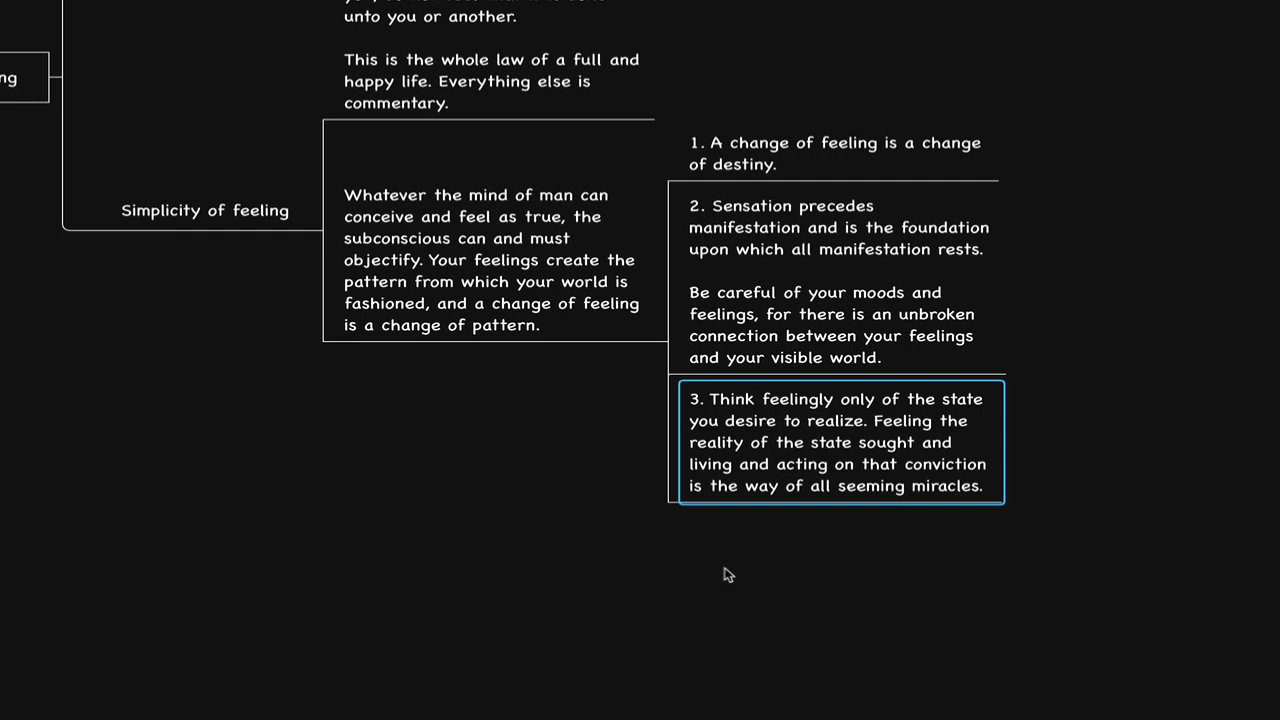 unto you or another.
This is the whole law of a full and
happy life. Everything else is
commentary.
ng
Simplicity of feeling
Whatever the mind of man can
conceive and feel as true, the
subconscious can and must
objectify. Your feelings create the
pattern from which your world is
fashioned, and a change of feeling
is a change of pattern.
1. A change of feeling is a change
of destiny.
2. Sensation precedes
manifestation and is the foundation
upon which all manifestation rests.
Be careful of your moods and
feelings, for there is an unbroken
connection between your feelings
and your visible world.
3. Think feelingly only of the state
you desire to realize. Feeling the
reality of the state sought and
living and acting on that conviction
is the way of all seeming miracles.